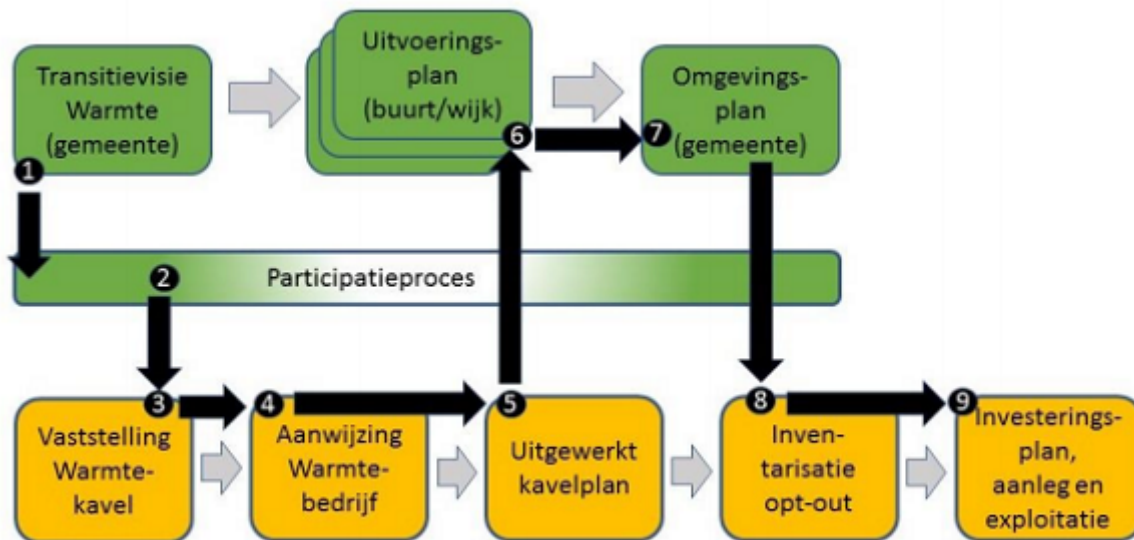 Transitievisie
Warmte
(gemeente)
1
Uitvoerings-
plan
(buurt/wijk)
6
Omgevings-
plan
(gemeente)
7
2
Participatieproces
3
Vaststelling
Warmte-
kavel
4
Aanwijzing
Warmte-
bedrijf
5
Uitgewerkt
kavelplan
8
Inven-
tarisatie
opt-out
9
Investerings-
plan,
aanleg en
exploitatie